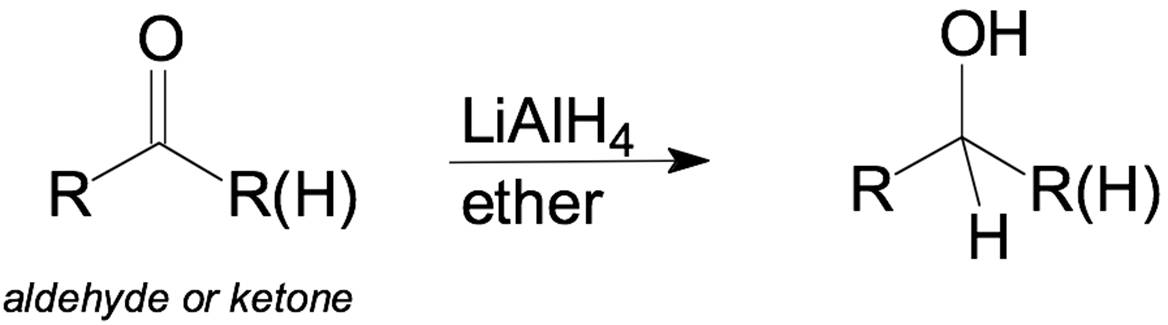 O
R R(H)
aldehyde or ketone
LiAlH4
ether
OH
R R(H)
H